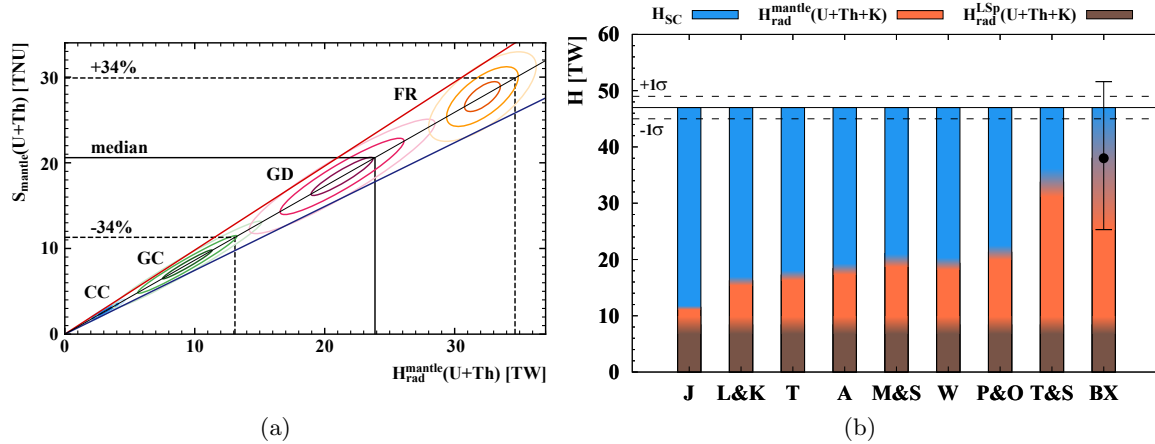 S_mantle(U+Th) [TNU]
30
20
10
0
+34%
median
-34%
CC
GC
GD
FR
0 10 20 30
H_rad^mantle(U+Th) [TW]
(a)
H_SC H_rad^mantle(U+Th+K) H_rad^LSp(U+Th+K)
H [TW]
60
50
40
30
20
10
0
+1σ
-1σ
J L&K T A M&S W P&O T&S BX
(b)